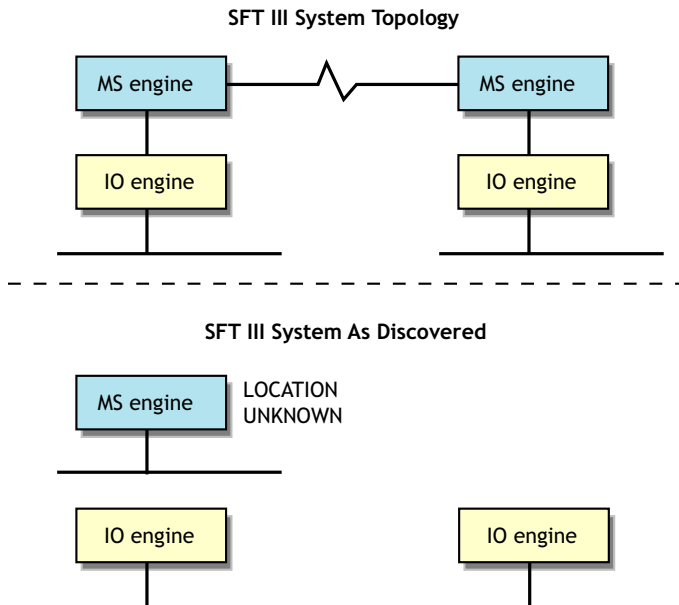 SFT III System Topology
MS engine
MS engine
IO engine
IO engine
SFT III System As Discovered
MS engine
LOCATION
UNKNOWN
IO engine
IO engine